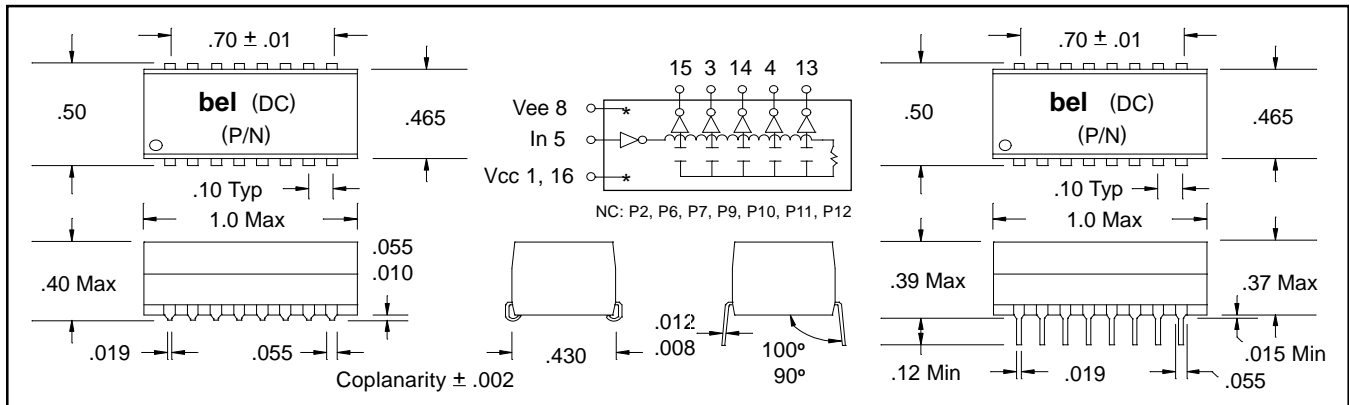 .70 ± .01
.50
bel (DC)
(P/N)
.465
.10 Typ
1.0 Max
.40 Max
.055
.010
.019
.055
Coplanarity ± .002
15 3 14 4 13
Vee 8 *
In 5
Vcc 1, 16 *
NC: P2, P6, P7, P9, P10, P11, P12
.430
.012
.008
100º
90º
.70 ± .01
.50
bel (DC)
(P/N)
.465
.10 Typ
1.0 Max
.39 Max
.37 Max
.12 Min
.019
.015 Min
.055